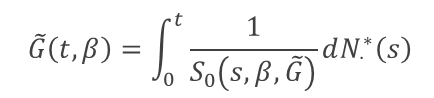 G̃(t, β) = ∫₀ᵗ 1 / S₀(s, β, G̃) dN.*(s)